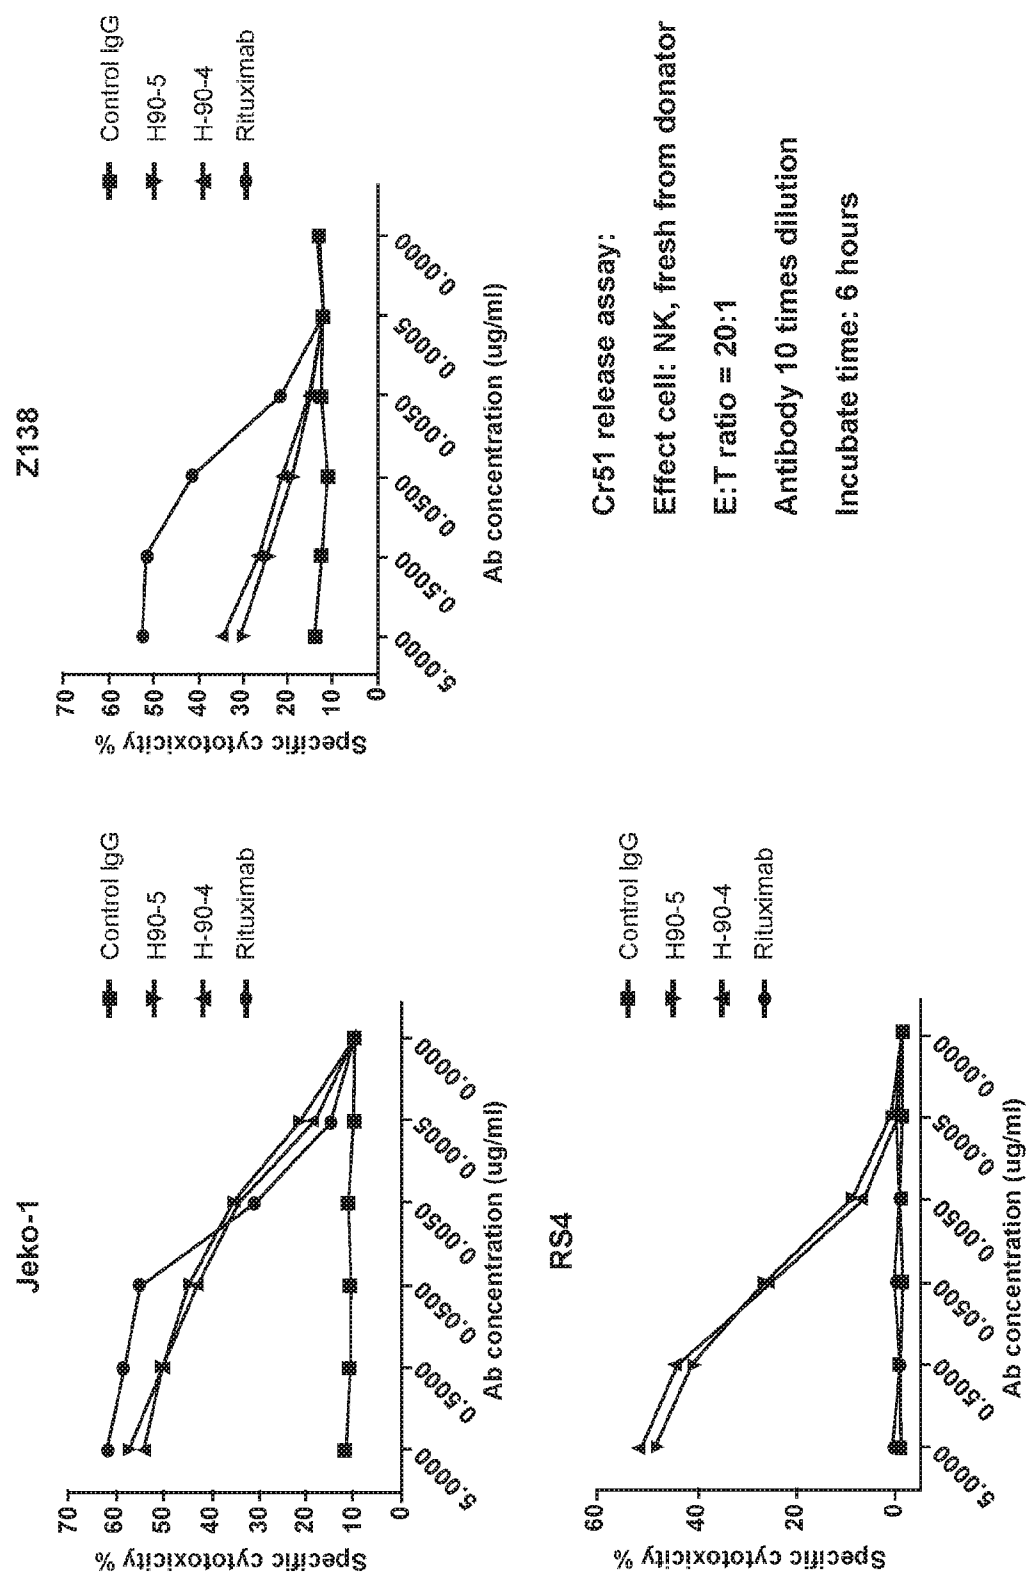 Jeko-1
Specific cytotoxicity %
70
60
50
40
30
20
10
0
5.00000
0.5000
0.0500
0.0050
0.0005
0.0000
Ab concentration (ug/ml)
Control IgG
H90-5
H-90-4
Rituximab
Z138
Specific cytotoxicity %
70
60
50
40
30
20
10
0
5.00000
0.5000
0.0500
0.0050
0.0005
0.0000
Ab concentration (ug/ml)
Control IgG
H90-5
H-90-4
Rituximab
RS4
Specific cytotoxicity %
60
40
20
0
5.00000
0.5000
0.0500
0.0050
0.0005
0.0000
Ab concentration (ug/ml)
Control IgG
H90-5
H-90-4
Rituximab
Cr51 release assay:
Effect cell: NK, fresh from donator
E:T ratio = 20:1
Antibody 10 times dilution
Incubate time: 6 hours